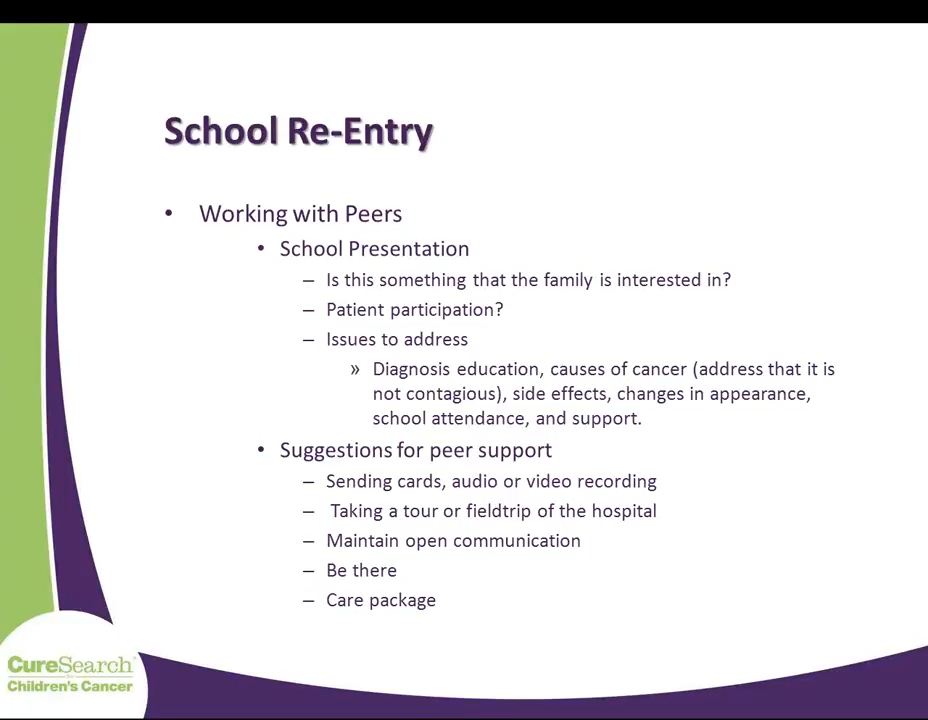 School Re-Entry
• Working with Peers
• School Presentation
– Is this something that the family is interested in?
– Patient participation?
– Issues to address
» Diagnosis education, causes of cancer (address that it is
not contagious), side effects, changes in appearance,
school attendance, and support.
• Suggestions for peer support
– Sending cards, audio or video recording
– Taking a tour or fieldtrip of the hospital
– Maintain open communication
– Be there
– Care package
CureSearch
Children's Cancer